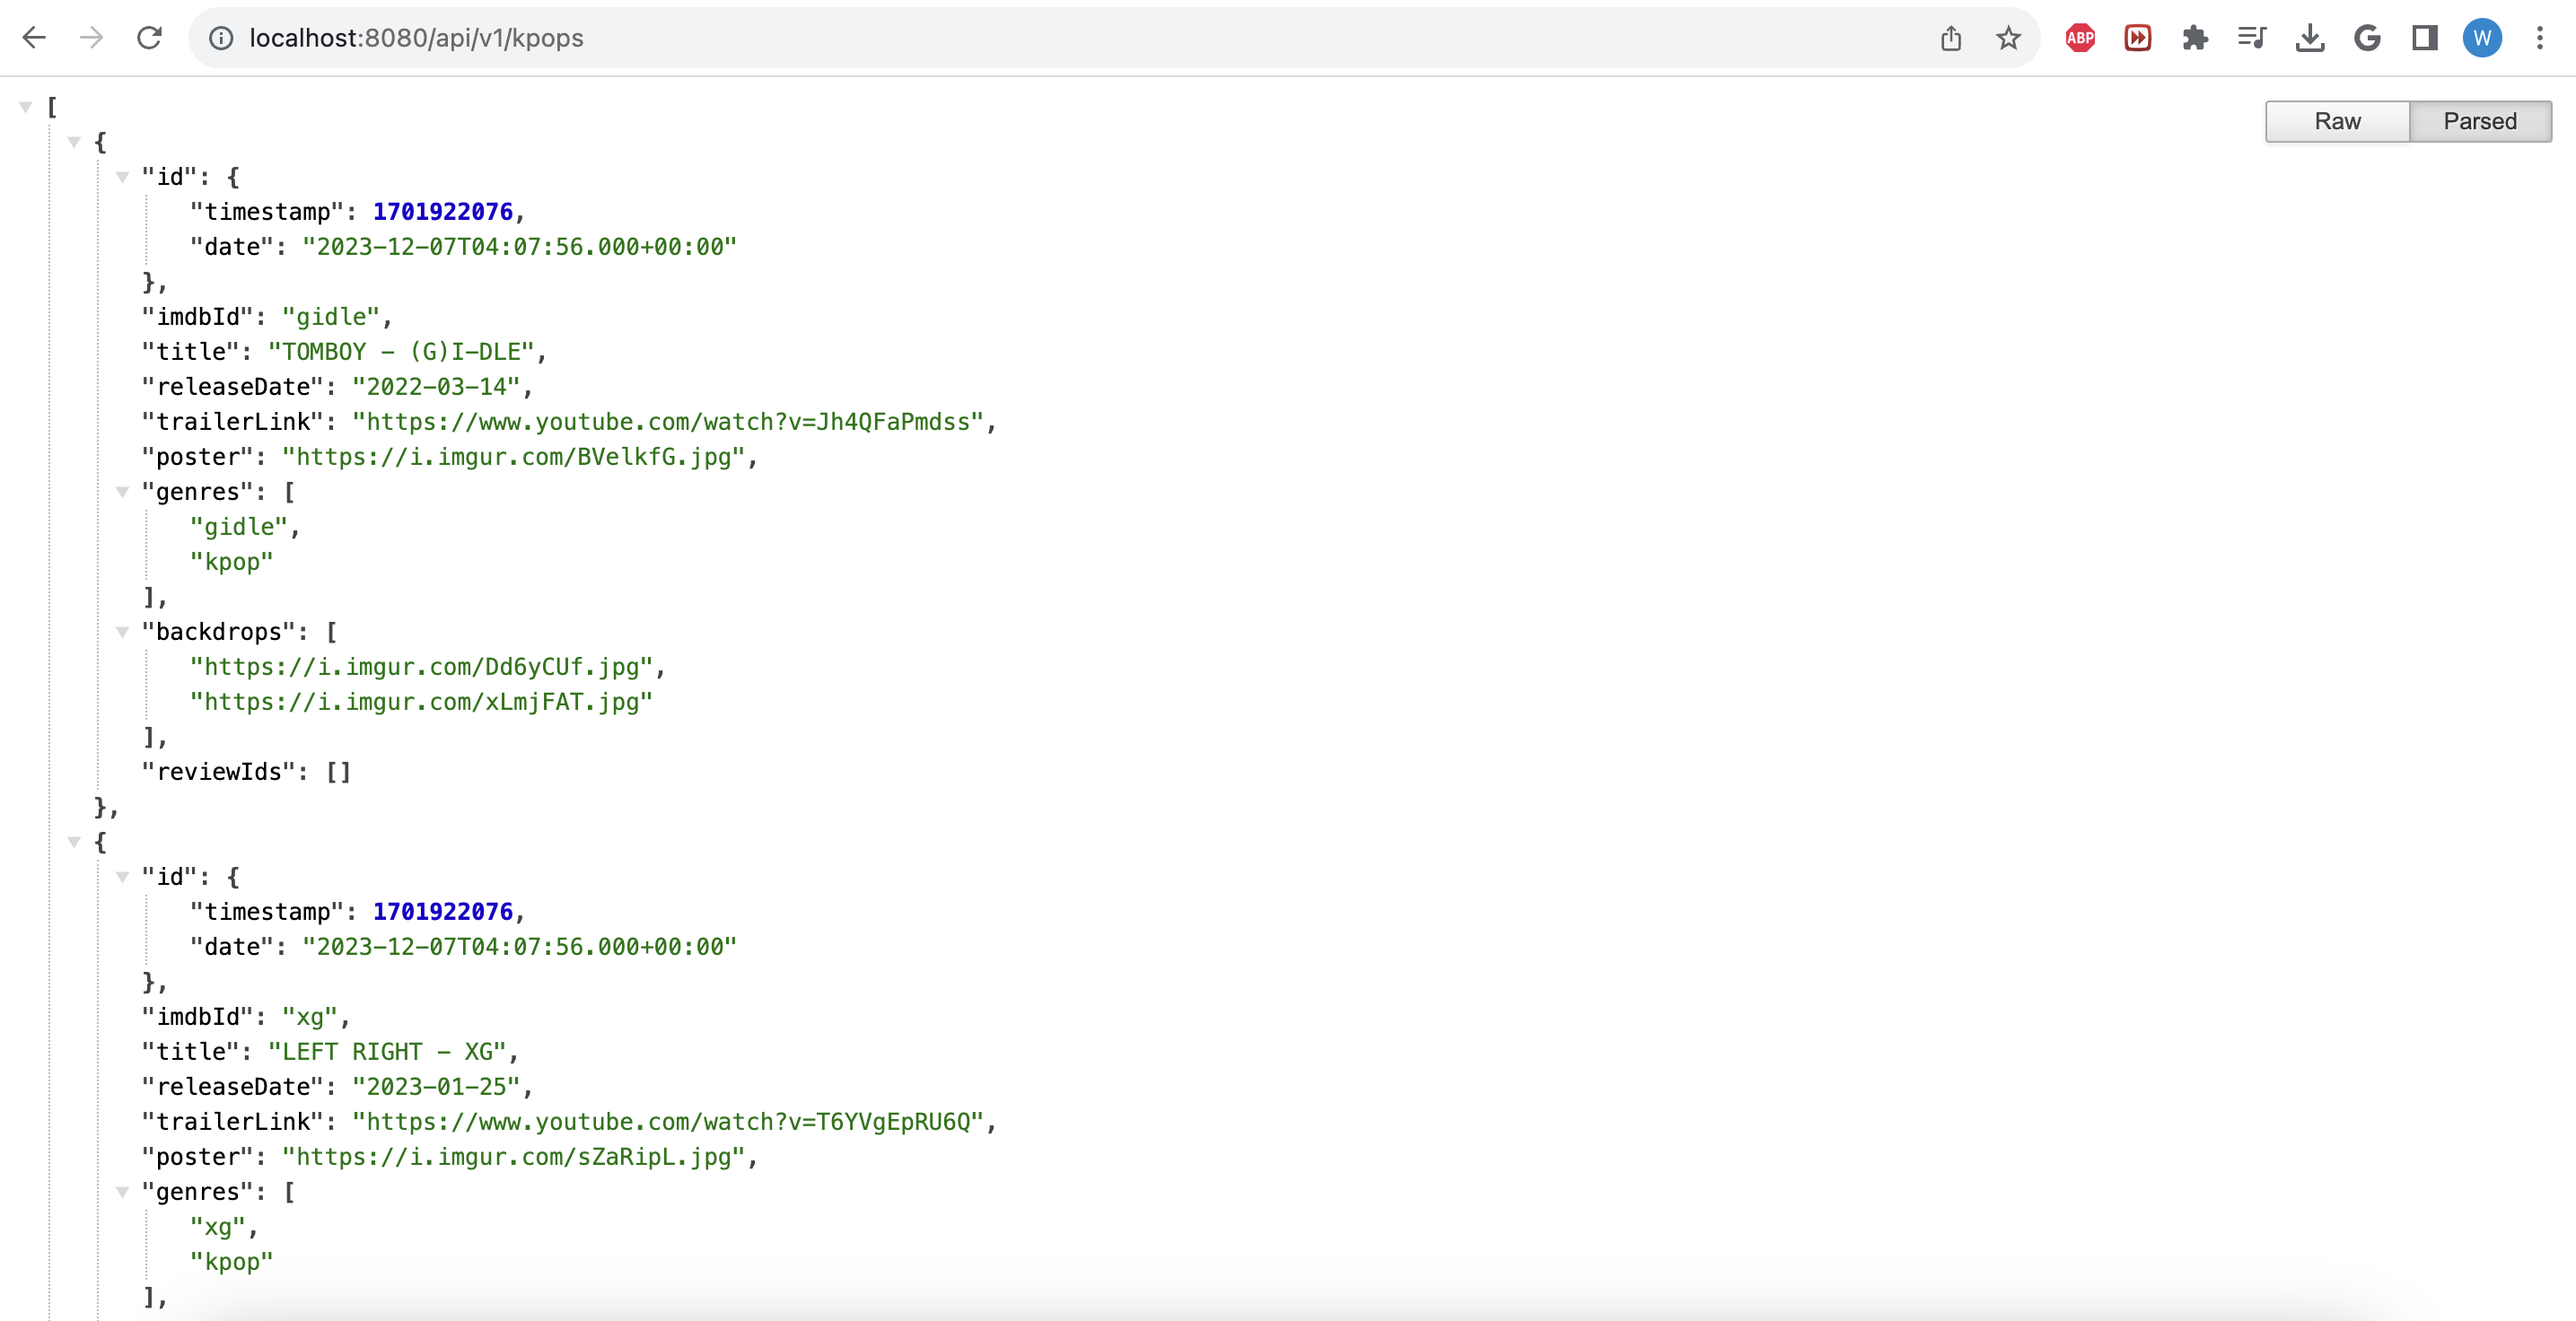 localhost:8080/api/v1/kpops
ABP
W
Raw
Parsed
[
{
"id": {
"timestamp": 1701922076,
"date": "2023-12-07T04:07:56.000+00:00"
},
"imdbId": "gidle",
"title": "TOMBOY - (G)I-DLE",
"releaseDate": "2022-03-14",
"trailerLink": "https://www.youtube.com/watch?v=Jh4QFaPmdss",
"poster": "https://i.imgur.com/BVelkfG.jpg",
"genres": [
"gidle",
"kpop"
],
"backdrops": [
"https://i.imgur.com/Dd6yCUf.jpg",
"https://i.imgur.com/xLmjFAT.jpg"
],
"reviewIds": []
},
{
"id": {
"timestamp": 1701922076,
"date": "2023-12-07T04:07:56.000+00:00"
},
"imdbId": "xg",
"title": "LEFT RIGHT - XG",
"releaseDate": "2023-01-25",
"trailerLink": "https://www.youtube.com/watch?v=T6YVgEpRU6Q",
"poster": "https://i.imgur.com/sZaRipL.jpg",
"genres": [
"xg",
"kpop"
],